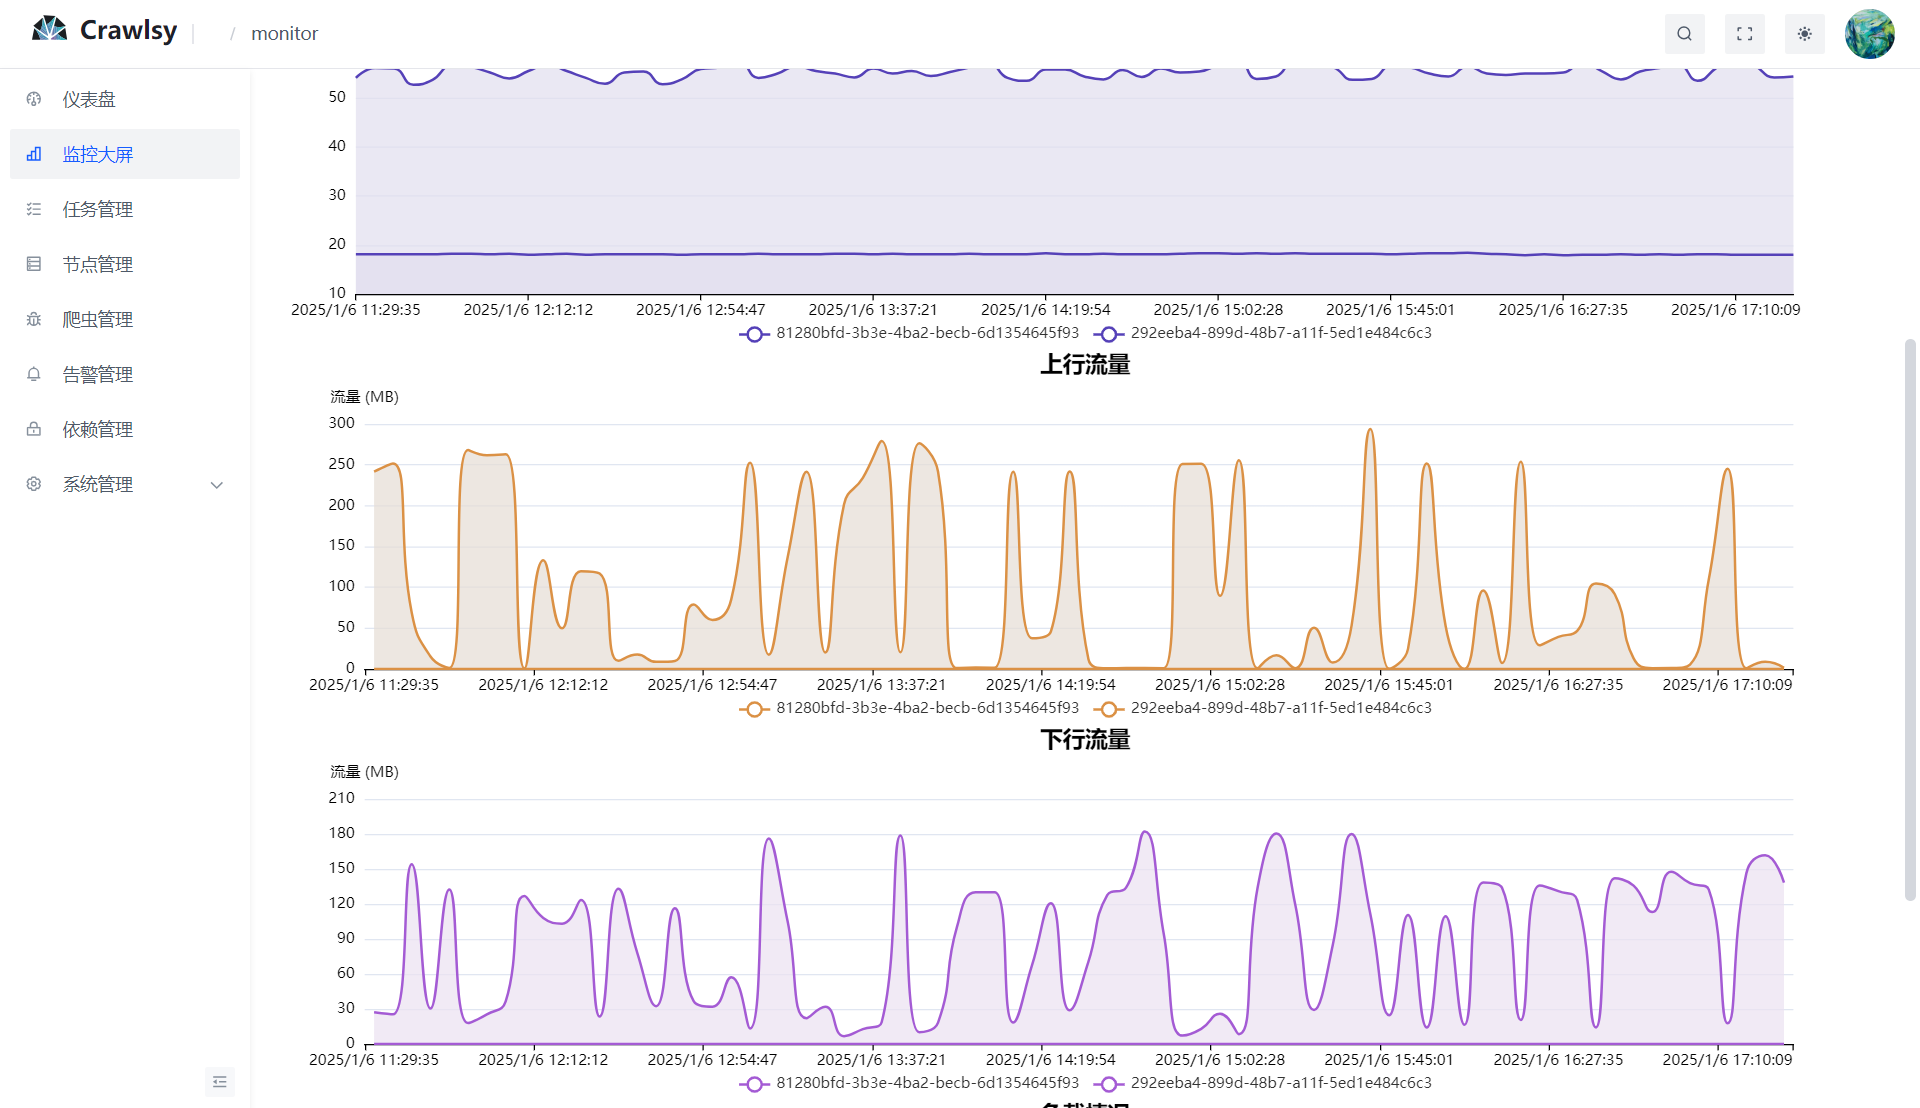 Crawlsy
/ monitor
仪表盘
监控大屏
任务管理
节点管理
爬虫管理
告警管理
依赖管理
系统管理
50
40
30
20
10
2025/1/6 11:29:35 2025/1/6 12:12:12 2025/1/6 12:54:47 2025/1/6 13:37:21 2025/1/6 14:19:54 2025/1/6 15:02:28 2025/1/6 15:45:01 2025/1/6 16:27:35 2025/1/6 17:10:09
81280bfd-3b3e-4ba2-becb-6d1354645f93 292eeba4-899d-48b7-a11f-5ed1e484c6c3
上行流量
流量 (MB)
300
250
200
150
100
50
0
2025/1/6 11:29:35 2025/1/6 12:12:12 2025/1/6 12:54:47 2025/1/6 13:37:21 2025/1/6 14:19:54 2025/1/6 15:02:28 2025/1/6 15:45:01 2025/1/6 16:27:35 2025/1/6 17:10:09
81280bfd-3b3e-4ba2-becb-6d1354645f93 292eeba4-899d-48b7-a11f-5ed1e484c6c3
下行流量
流量 (MB)
210
180
150
120
90
60
30
0
2025/1/6 11:29:35 2025/1/6 12:12:12 2025/1/6 12:54:47 2025/1/6 13:37:21 2025/1/6 14:19:54 2025/1/6 15:02:28 2025/1/6 15:45:01 2025/1/6 16:27:35 2025/1/6 17:10:09
81280bfd-3b3e-4ba2-becb-6d1354645f93 292eeba4-899d-48b7-a11f-5ed1e484c6c3